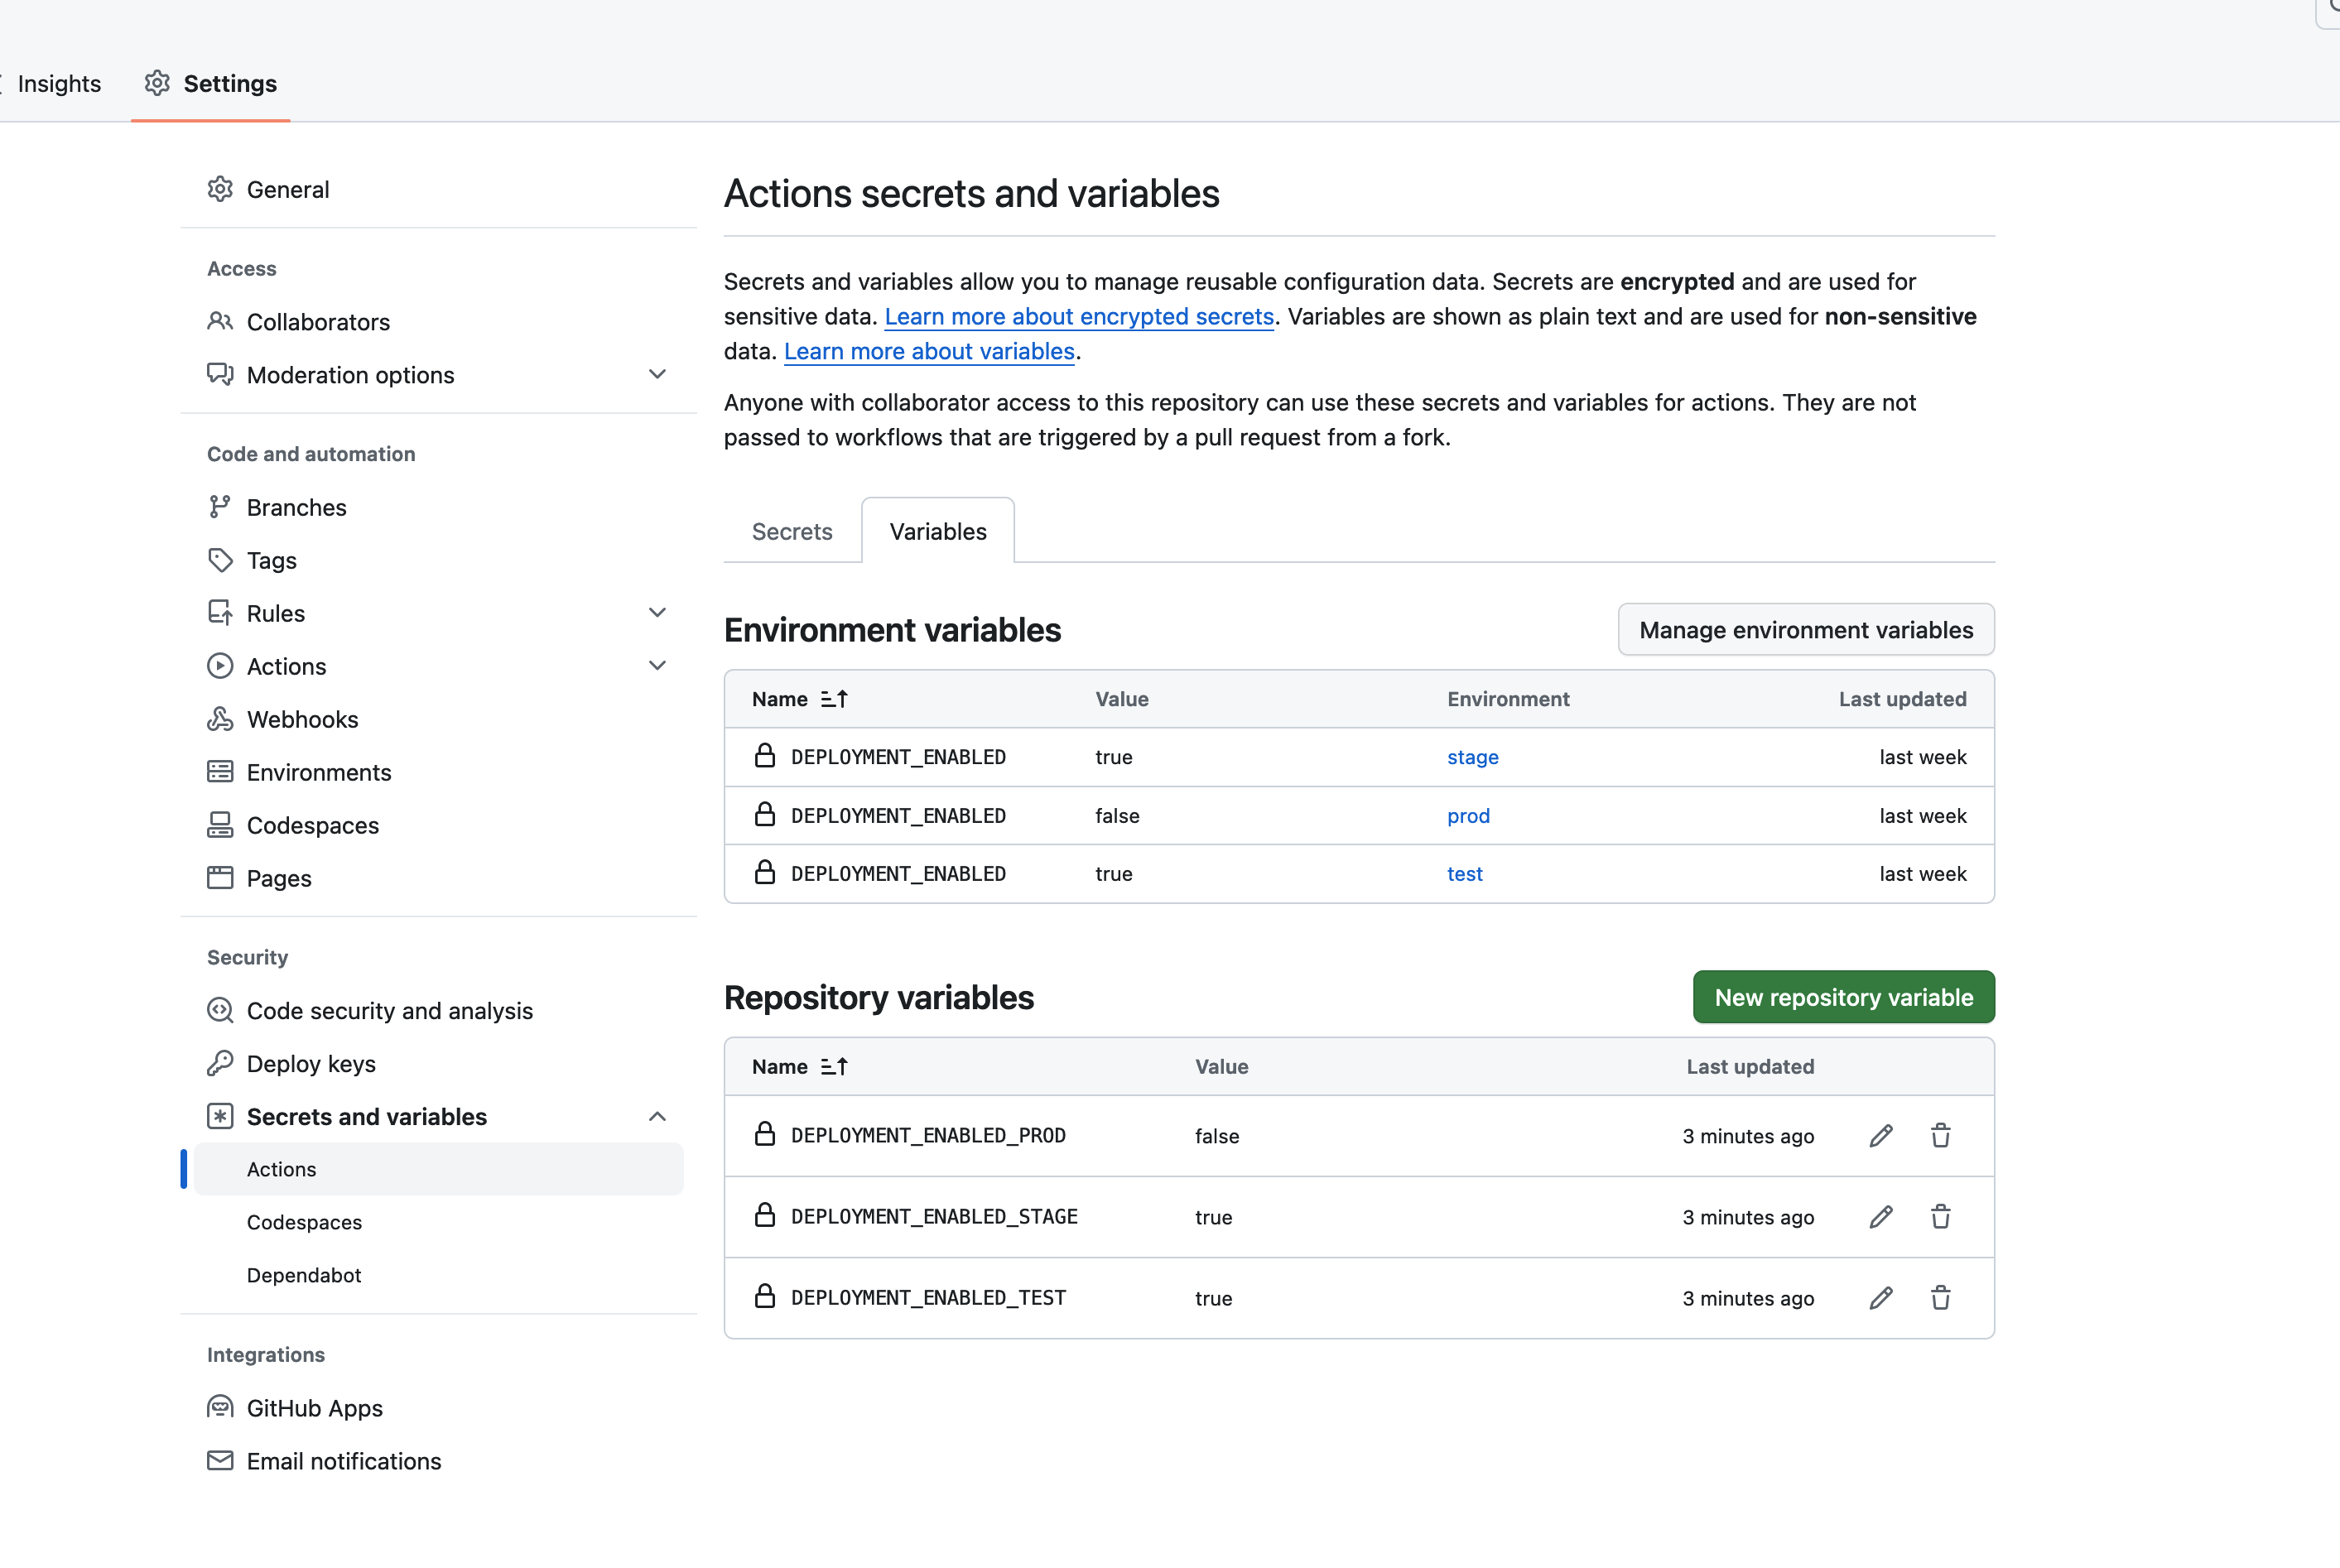 Insights
Settings
General
Access
Collaborators
Moderation options
Code and automation
Branches
Tags
Rules
Actions
Webhooks
Environments
Codespaces
Pages
Security
Code security and analysis
Deploy keys
Secrets and variables
Actions
Codespaces
Dependabot
Integrations
GitHub Apps
Email notifications
Actions secrets and variables
Secrets and variables allow you to manage reusable configuration data. Secrets are encrypted and are used for
sensitive data. Learn more about encrypted secrets. Variables are shown as plain text and are used for non-sensitive
data. Learn more about variables.
Anyone with collaborator access to this repository can use these secrets and variables for actions. They are not
passed to workflows that are triggered by a pull request from a fork.
Secrets Variables
Environment variables Manage environment variables
Name Value Environment Last updated
DEPLOYMENT_ENABLED true stage last week
DEPLOYMENT_ENABLED false prod last week
DEPLOYMENT_ENABLED true test last week
Repository variables New repository variable
Name Value Last updated
DEPLOYMENT_ENABLED_PROD false 3 minutes ago
DEPLOYMENT_ENABLED_STAGE true 3 minutes ago
DEPLOYMENT_ENABLED_TEST true 3 minutes ago